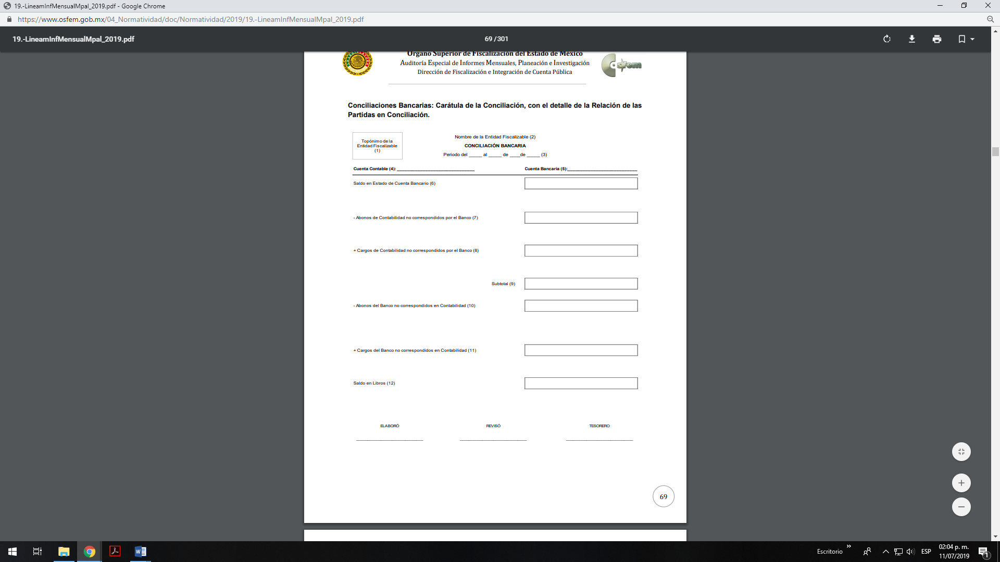 19.-LineamInfMensualMpal_2019.pdf - Google Chrome
https://www.osfem.gob.mx/04_Normatividad/doc/Normatividad/2019/19.-LineamInfMensualMpal_2019.pdf
19.-LineamInfMensualMpal_2019.pdf
69 / 301
Órgano Superior de Fiscalización del Estado de México
Auditoría Especial de Informes Mensuales, Planeación e Investigación
Dirección de Fiscalización e Integración de Cuenta Pública
Osfem
Conciliaciones Bancarias: Carátula de la Conciliación, con el detalle de la Relación de las
Partidas en Conciliación.
Topónimo de la
Entidad Fiscalizable
(1)
Nombre de la Entidad Fiscalizable (2)
CONCILIACIÓN BANCARIA
Periodo del _____ al _____ de ____de _____ (3)
Cuenta Contable (4): ______________________________
Cuenta Bancaria (5):___________________________
Saldo en Estado de Cuenta Bancario (6)
- Abonos de Contabilidad no correspondidos por el Banco (7)
+ Cargos de Contabilidad no correspondidos por el Banco (8)
Subtotal (9)
- Abonos del Banco no correspondidos en Contabilidad (10)
+ Cargos del Banco no correspondidos en Contabilidad (11)
Saldo en Libros (12)
ELABORÓ
REVISÓ
TESORERO
69
Escritorio
ESP
02:04 p. m.
11/07/2019
1